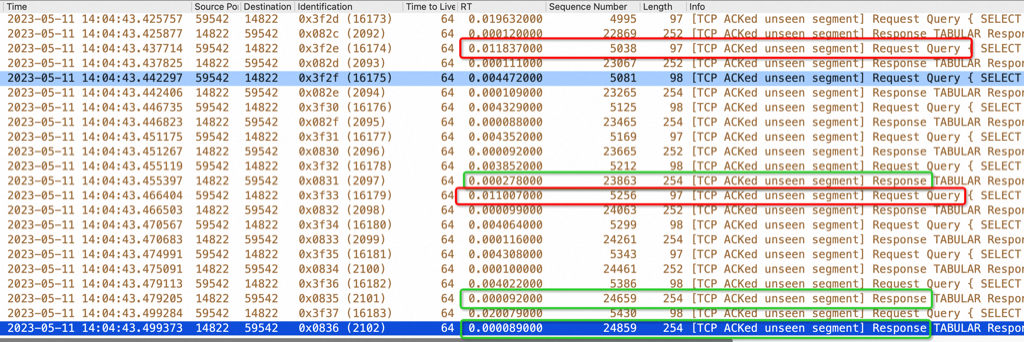 Time Source Po Destination Identification Time to Live RT Sequence Number Length Info
2023-05-11 14:04:43.425757 59542 14822 0x3f2d (16173) 64 0.019632000 4995 97 [TCP ACKed unseen segment] Request Query { SELECT
2023-05-11 14:04:43.425877 14822 59542 0x082c (2092) 64 0.000120000 22869 252 [TCP ACKed unseen segment] Response TABULAR Respon
2023-05-11 14:04:43.437714 59542 14822 0x3f2e (16174) 64 0.011837000 5038 97 [TCP ACKed unseen segment] Request Query { SELECT
2023-05-11 14:04:43.437825 14822 59542 0x082d (2093) 64 0.000111000 23067 252 [TCP ACKed unseen segment] Response TABULAR Respon
2023-05-11 14:04:43.442297 59542 14822 0x3f2f (16175) 64 0.004472000 5081 98 [TCP ACKed unseen segment] Request Query { SELECT
2023-05-11 14:04:43.442406 14822 59542 0x082e (2094) 64 0.000109000 23265 254 [TCP ACKed unseen segment] Response TABULAR Respon
2023-05-11 14:04:43.446735 59542 14822 0x3f30 (16176) 64 0.004329000 5125 98 [TCP ACKed unseen segment] Request Query { SELECT
2023-05-11 14:04:43.446823 14822 59542 0x082f (2095) 64 0.000088000 23465 254 [TCP ACKed unseen segment] Response TABULAR Respon
2023-05-11 14:04:43.451175 59542 14822 0x3f31 (16177) 64 0.004352000 5169 97 [TCP ACKed unseen segment] Request Query { SELECT
2023-05-11 14:04:43.451267 14822 59542 0x0830 (2096) 64 0.000092000 23665 252 [TCP ACKed unseen segment] Response TABULAR Respon
2023-05-11 14:04:43.455119 59542 14822 0x3f32 (16178) 64 0.003852000 5212 98 [TCP ACKed unseen segment] Request Query { SELECT
2023-05-11 14:04:43.455397 14822 59542 0x0831 (2097) 64 0.000278000 23863 254 [TCP ACKed unseen segment] Response TABULAR Respon
2023-05-11 14:04:43.466404 59542 14822 0x3f33 (16179) 64 0.011007000 5256 97 [TCP ACKed unseen segment] Request Query { SELECT
2023-05-11 14:04:43.466503 14822 59542 0x0832 (2098) 64 0.000099000 24063 252 [TCP ACKed unseen segment] Response TABULAR Respon
2023-05-11 14:04:43.470567 59542 14822 0x3f34 (16180) 64 0.004064000 5299 98 [TCP ACKed unseen segment] Request Query { SELECT
2023-05-11 14:04:43.470683 14822 59542 0x0833 (2099) 64 0.000116000 24261 254 [TCP ACKed unseen segment] Response TABULAR Respon
2023-05-11 14:04:43.474991 59542 14822 0x3f35 (16181) 64 0.004308000 5343 97 [TCP ACKed unseen segment] Request Query { SELECT
2023-05-11 14:04:43.475091 14822 59542 0x0834 (2100) 64 0.000100000 24461 252 [TCP ACKed unseen segment] Response TABULAR Respon
2023-05-11 14:04:43.479113 59542 14822 0x3f36 (16182) 64 0.004022000 5386 98 [TCP ACKed unseen segment] Request Query { SELECT
2023-05-11 14:04:43.479205 14822 59542 0x0835 (2101) 64 0.000092000 24659 254 [TCP ACKed unseen segment] Response TABULAR Respon
2023-05-11 14:04:43.499284 59542 14822 0x3f37 (16183) 64 0.020079000 5430 98 [TCP ACKed unseen segment] Request Query { SELECT
2023-05-11 14:04:43.499373 14822 59542 0x0836 (2102) 64 0.000089000 24859 254 [TCP ACKed unseen segment] Response TABULAR Respon